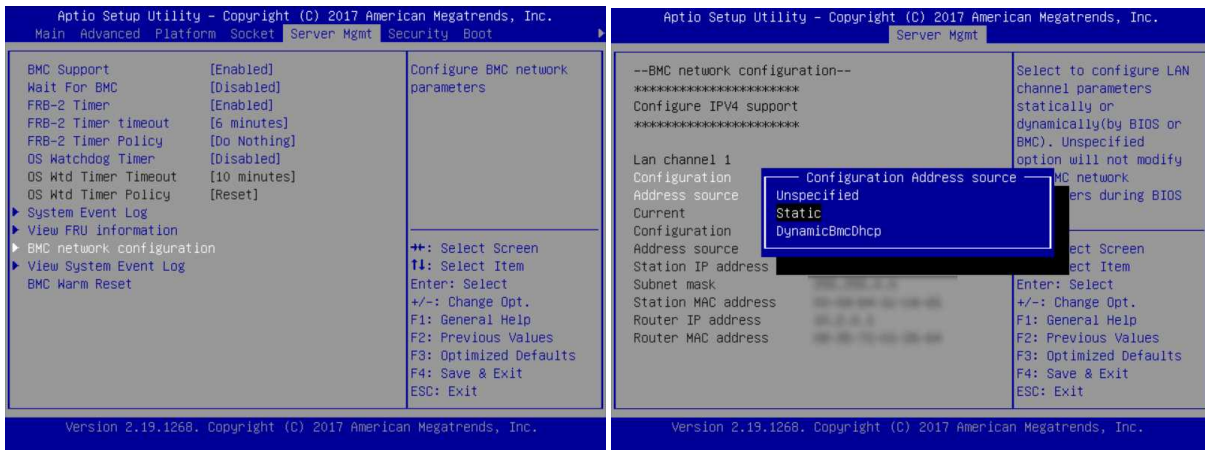 Aptio Setup Utility – Copyright (C) 2017 American Megatrends, Inc.
Main Advanced Platform Socket Server Mgmt Security Boot
BMC Support [Enabled]
Wait For BMC [Disabled]
FRB-2 Timer [Enabled]
FRB-2 Timer timeout [6 minutes]
FRB-2 Timer Policy [Do Nothing]
OS Watchdog Timer [Disabled]
OS Wtd Timer Timeout [10 minutes]
OS Wtd Timer Policy [Reset]
System Event Log
View FRU information
BMC network configuration
View System Event Log
BMC Warm Reset
Configure BMC network
parameters
++: Select Screen
↑↓: Select Item
Enter: Select
+/-: Change Opt.
F1: General Help
F2: Previous Values
F3: Optimized Defaults
F4: Save & Exit
ESC: Exit
Version 2.19.1268. Copyright (C) 2017 American Megatrends, Inc.
Aptio Setup Utility – Copyright (C) 2017 American Megatrends, Inc.
Server Mgmt
--BMC network configuration--
***********************
Configure IPV4 support
***********************
Lan channel 1
Configuration
Address source
Current
Configuration
Address source
Station IP address
Subnet mask
Station MAC address
Router IP address
Router MAC address
Configuration Address source
Unspecified
Static
DynamicBmcDhcp
Select to configure LAN
channel parameters
statically or
dynamically(by BIOS or
BMC). Unspecified
option will not modify
MC network
ers during BIOS
ect Screen
ect Item
Enter: Select
+/-: Change Opt.
F1: General Help
F2: Previous Values
F3: Optimized Defaults
F4: Save & Exit
ESC: Exit
Version 2.19.1268. Copyright (C) 2017 American Megatrends, Inc.